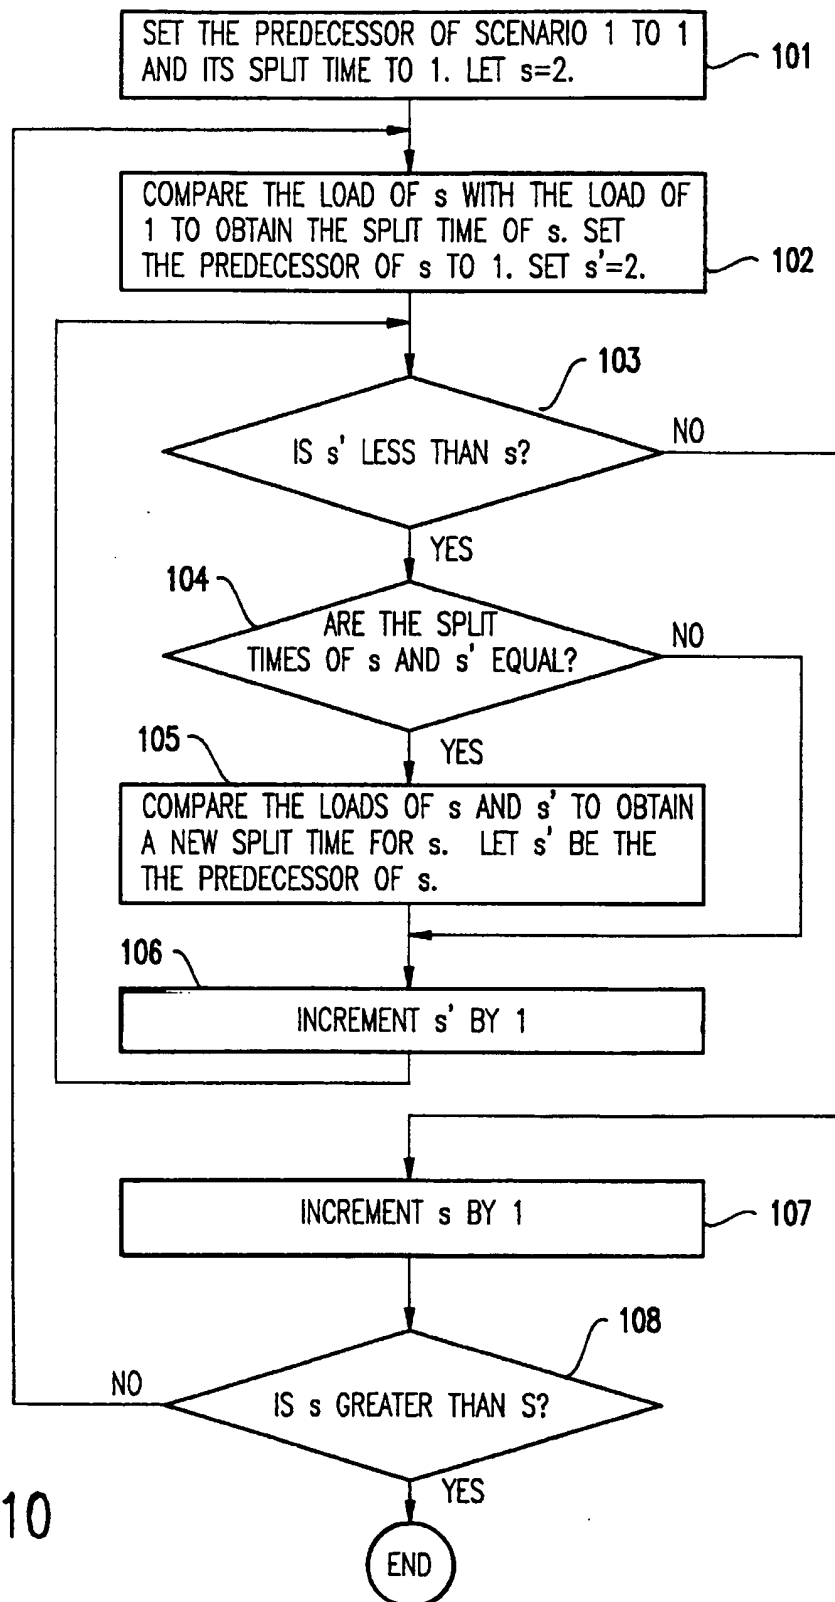 SET THE PREDECESSOR OF SCENARIO 1 TO 1
AND ITS SPLIT TIME TO 1. LET s=2.
101
COMPARE THE LOAD OF s WITH THE LOAD OF
1 TO OBTAIN THE SPLIT TIME OF s. SET
THE PREDECESSOR OF s TO 1. SET s'=2.
102
103
IS s' LESS THAN s?
NO
YES
104
ARE THE SPLIT
TIMES OF s AND s' EQUAL?
NO
YES
105
COMPARE THE LOADS OF s AND s' TO OBTAIN
A NEW SPLIT TIME FOR s. LET s' BE THE
THE PREDECESSOR OF s.
106
INCREMENT s' BY 1
INCREMENT s BY 1
107
108
IS s GREATER THAN S?
NO
YES
10
END